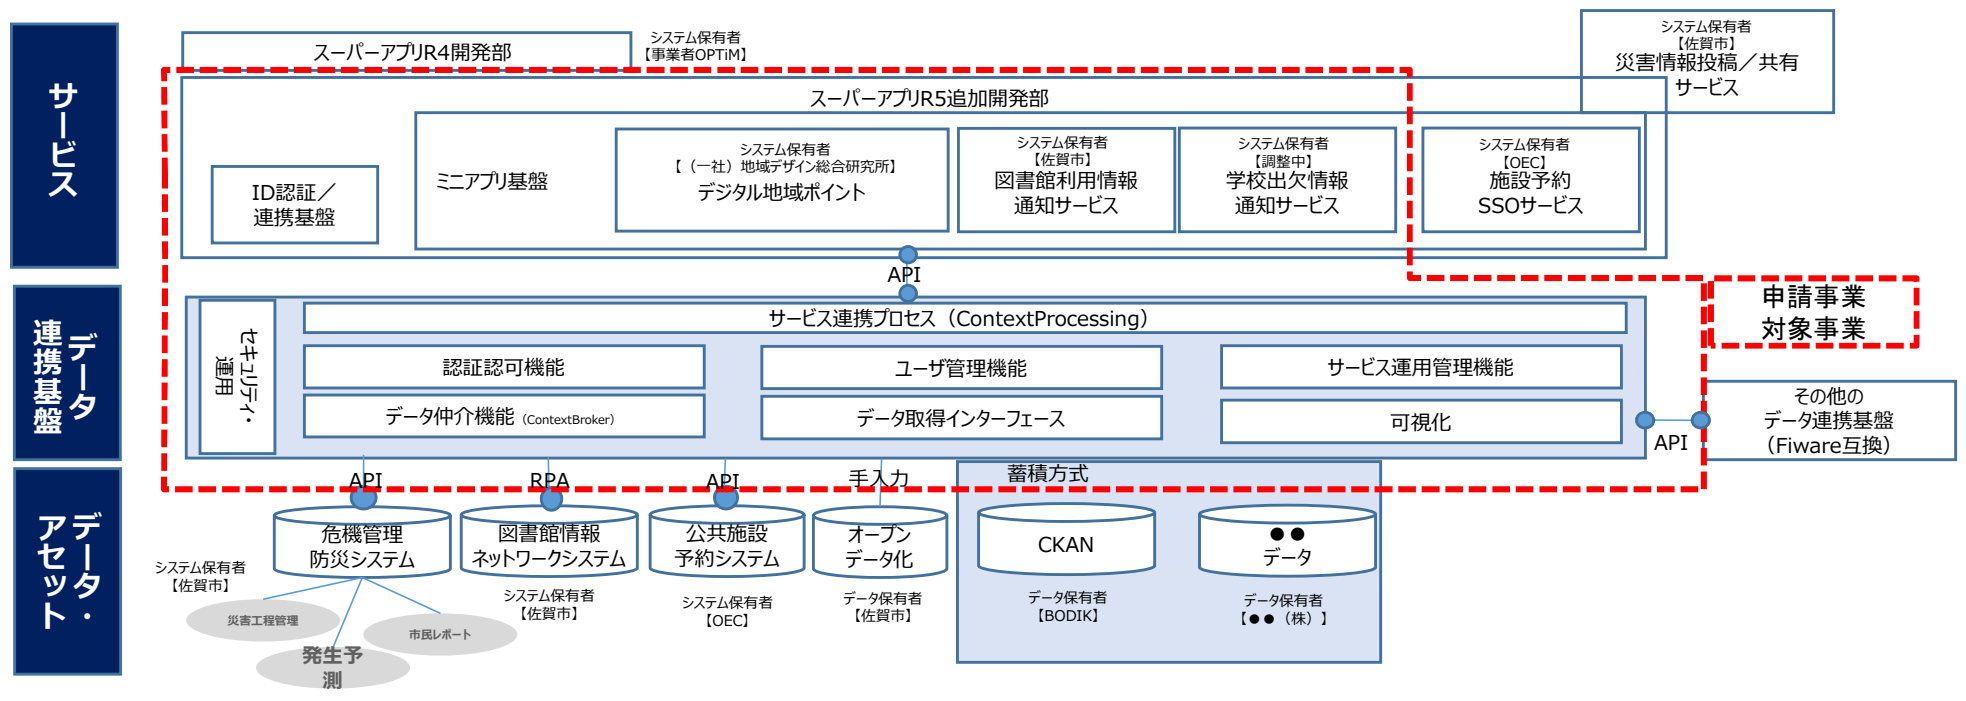 サービス
スーパーアプリR4開発部
システム保有者
【事業者OPTiM】
システム保有者
【佐賀市】
災害情報投稿／共有
サービス
スーパーアプリR5追加開発部
ID認証／
連携基盤
ミニアプリ基盤
システム保有者
【（一社）地域デザイン総合研究所】
デジタル地域ポイント
システム保有者
【佐賀市】
図書館利用情報
通知サービス
システム保有者
【調整中】
学校出欠情報
通知サービス
システム保有者
【OEC】
施設予約
SSOサービス
API
データ
連携基盤
セキュリティ・
運用
サービス連携プロセス（ContextProcessing）
認証認可機能
ユーザ管理機能
サービス運用管理機能
データ仲介機能（ContextBroker）
データ取得インターフェース
可視化
申請事業
対象事業
API
その他の
データ連携基盤
（Fiware互換）
データ・
アセット
API
RPA
API
手入力
蓄積方式
危機管理
防災システム
図書館情報
ネットワークシステム
公共施設
予約システム
オープン
データ化
CKAN
●●
データ
システム保有者
【佐賀市】
システム保有者
【佐賀市】
システム保有者
【OEC】
データ保有者
【佐賀市】
データ保有者
【BODIK】
データ保有者
【●●（株）】
災害工程管理
市民レポート
発生予
測